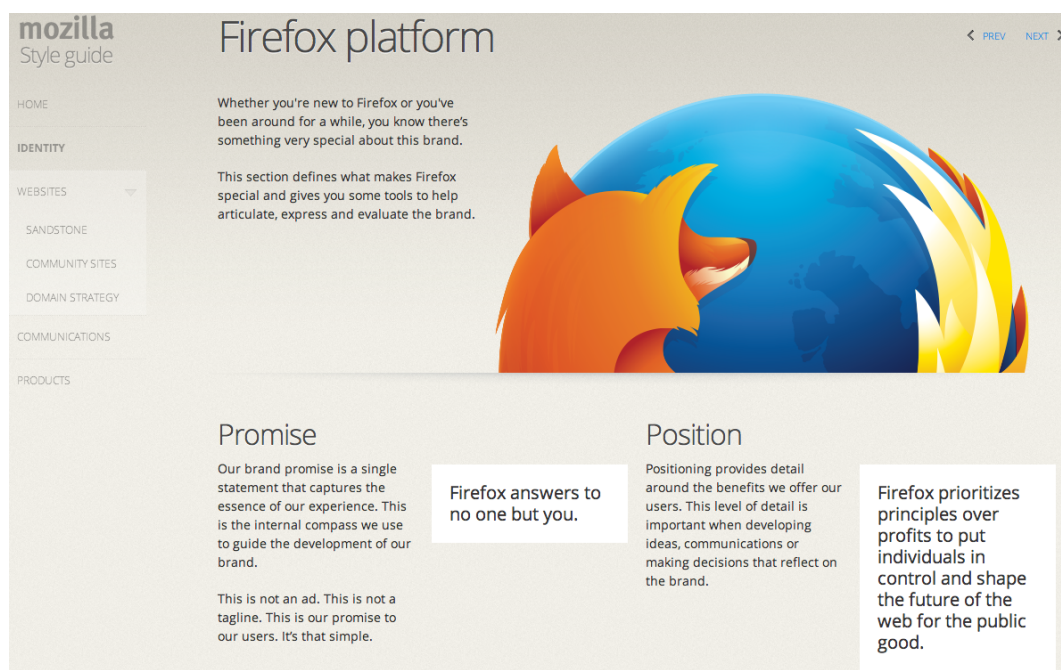 mozilla
Style guide
HOME
IDENTITY
WEBSITES
SANDSTONE
COMMUNITY SITES
DOMAIN STRATEGY
COMMUNICATIONS
PRODUCTS
Firefox platform
PREV NEXT
Whether you're new to Firefox or you've
been around for a while, you know there's
something very special about this brand.
This section defines what makes Firefox
special and gives you some tools to help
articulate, express and evaluate the brand.
Promise
Our brand promise is a single
statement that captures the
essence of our experience. This
is the internal compass we use
to guide the development of our
brand.
This is not an ad. This is not a
tagline. This is our promise to
our users. It's that simple.
Firefox answers to
no one but you.
Position
Positioning provides detail
around the benefits we offer our
users. This level of detail is
important when developing
ideas, communications or
making decisions that reflect on
the brand.
Firefox prioritizes
principles over
profits to put
individuals in
control and shape
the future of the
web for the public
good.